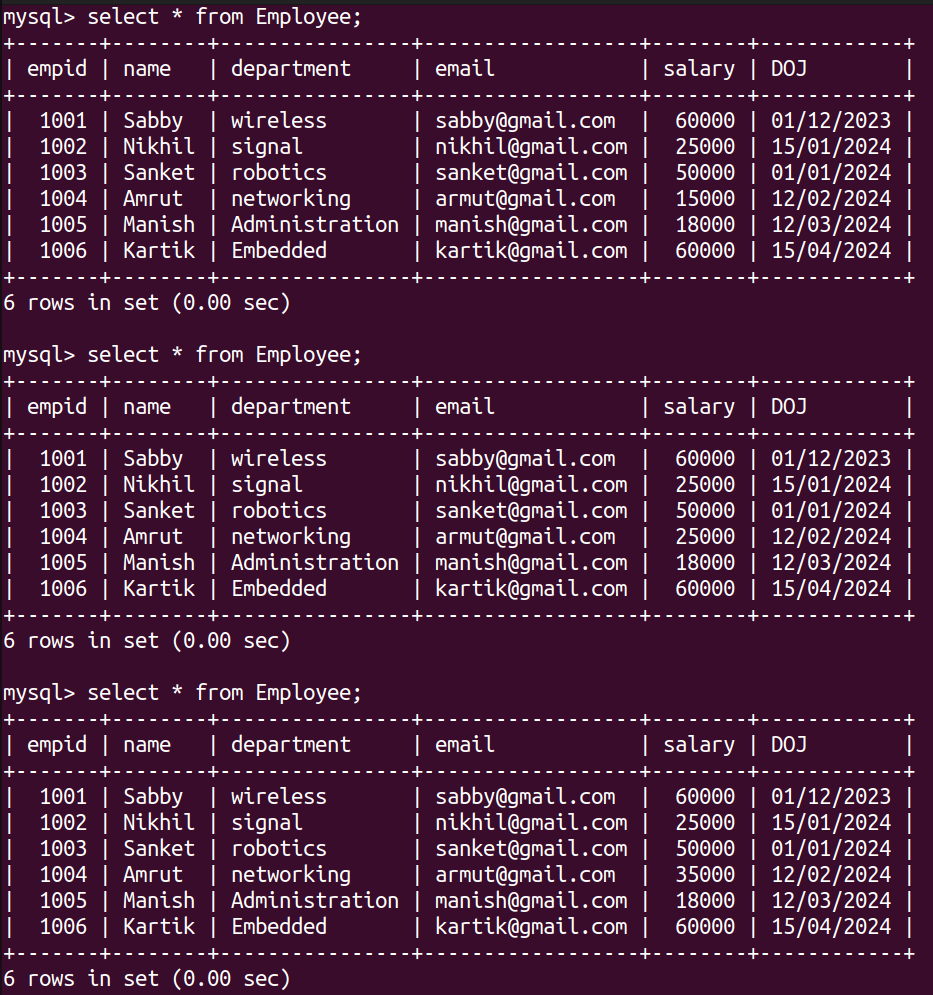 mysql> select * from Employee;
+-------+--------+----------------+------------------+--------+------------+
| empid | name   | department     | email            | salary | DOJ        |
+-------+--------+----------------+------------------+--------+------------+
|  1001 | Sabby  | wireless       | sabby@gmail.com  |  60000 | 01/12/2023 |
|  1002 | Nikhil | signal         | nikhil@gmail.com |  25000 | 15/01/2024 |
|  1003 | Sanket | robotics       | sanket@gmail.com |  50000 | 01/01/2024 |
|  1004 | Amrut  | networking     | armut@gmail.com  |  15000 | 12/02/2024 |
|  1005 | Manish | Administration | manish@gmail.com |  18000 | 12/03/2024 |
|  1006 | Kartik | Embedded       | kartik@gmail.com |  60000 | 15/04/2024 |
+-------+--------+----------------+------------------+--------+------------+
6 rows in set (0.00 sec)

mysql> select * from Employee;
+-------+--------+----------------+------------------+--------+------------+
| empid | name   | department     | email            | salary | DOJ        |
+-------+--------+----------------+------------------+--------+------------+
|  1001 | Sabby  | wireless       | sabby@gmail.com  |  60000 | 01/12/2023 |
|  1002 | Nikhil | signal         | nikhil@gmail.com |  25000 | 15/01/2024 |
|  1003 | Sanket | robotics       | sanket@gmail.com |  50000 | 01/01/2024 |
|  1004 | Amrut  | networking     | armut@gmail.com  |  25000 | 12/02/2024 |
|  1005 | Manish | Administration | manish@gmail.com |  18000 | 12/03/2024 |
|  1006 | Kartik | Embedded       | kartik@gmail.com |  60000 | 15/04/2024 |
+-------+--------+----------------+------------------+--------+------------+
6 rows in set (0.00 sec)

mysql> select * from Employee;
+-------+--------+----------------+------------------+--------+------------+
| empid | name   | department     | email            | salary | DOJ        |
+-------+--------+----------------+------------------+--------+------------+
|  1001 | Sabby  | wireless       | sabby@gmail.com  |  60000 | 01/12/2023 |
|  1002 | Nikhil | signal         | nikhil@gmail.com |  25000 | 15/01/2024 |
|  1003 | Sanket | robotics       | sanket@gmail.com |  50000 | 01/01/2024 |
|  1004 | Amrut  | networking     | armut@gmail.com  |  35000 | 12/02/2024 |
|  1005 | Manish | Administration | manish@gmail.com |  18000 | 12/03/2024 |
|  1006 | Kartik | Embedded       | kartik@gmail.com |  60000 | 15/04/2024 |
+-------+--------+----------------+------------------+--------+------------+
6 rows in set (0.00 sec)